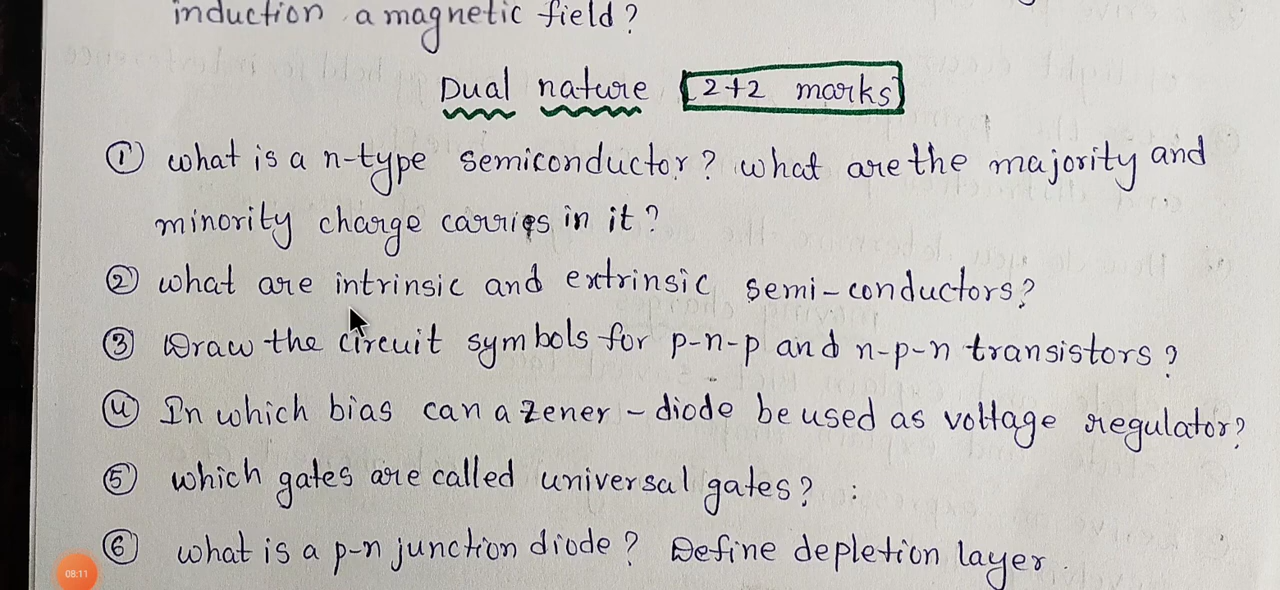 induction a magnetic field?
Dual nature [2+2 marks]
① what is a n-type semiconductor? what are the majority and
minority charge carries in it?
② what are intrinsic and extrinsic semi-conductors?
③ Draw the circuit symbols for p-n-p and n-p-n transistors?
④ In which bias can a zener-diode be used as voltage regulator?
⑤ which gates are called universal gates? :
⑥ what is a p-n junction diode? Define depletion layer.
08:11